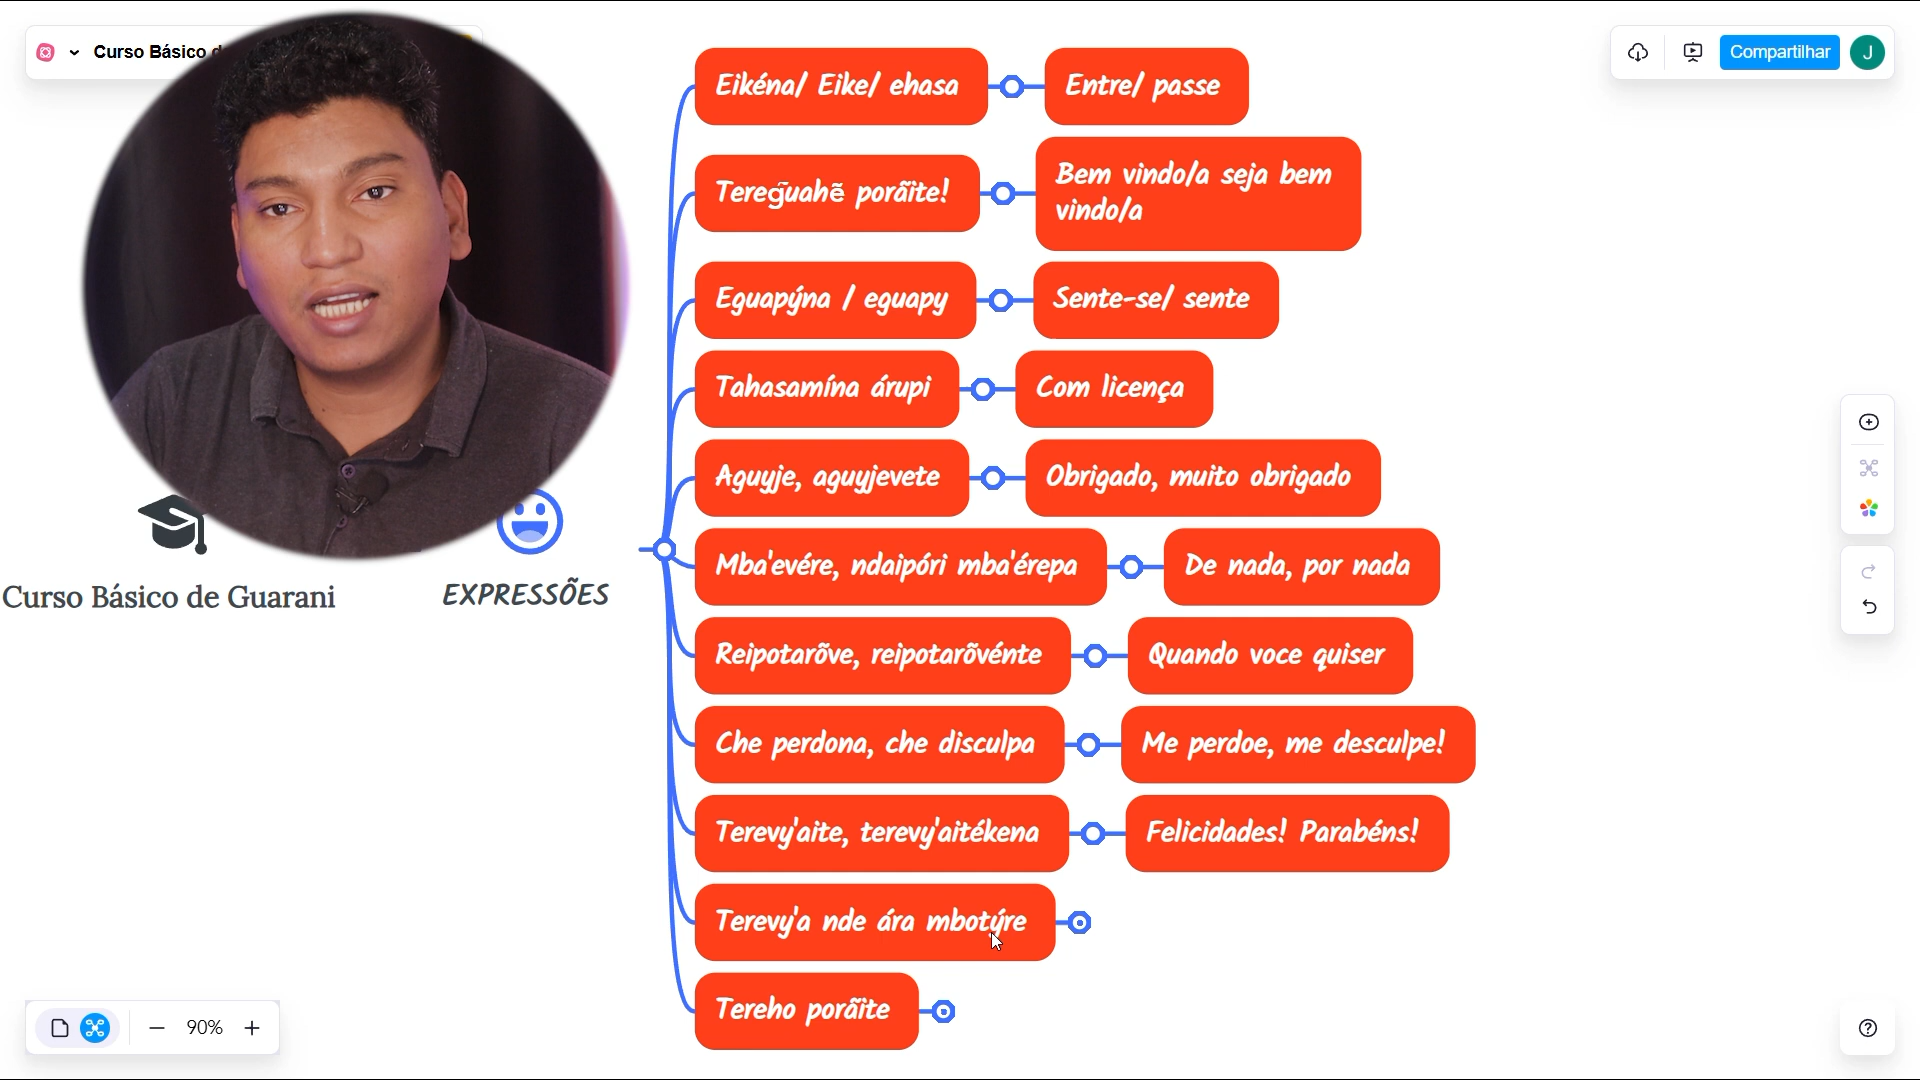 Curso Básico d
Compartilhar
J
Eikéna/ Eike/ ehasa
Entre/ passe
Tereg̃uahẽ porãite!
Bem vindo/a seja bem
vindo/a
Eguapýna / eguapy
Sente-se/ sente
Tahasamína árupi
Com licença
Aguyje, aguyjevete
Obrigado, muito obrigado
Mba'evére, ndaipóri mba'érepa
De nada, por nada
Reipotarõve, reipotarõvénte
Quando voce quiser
Che perdona, che disculpa
Me perdoe, me desculpe!
Terevy'aite, terevy'aitékena
Felicidades! Parabéns!
Terevy'a nde ára mbotýre
Tereho porãite
Curso Básico de Guarani
EXPRESSÕES
90%